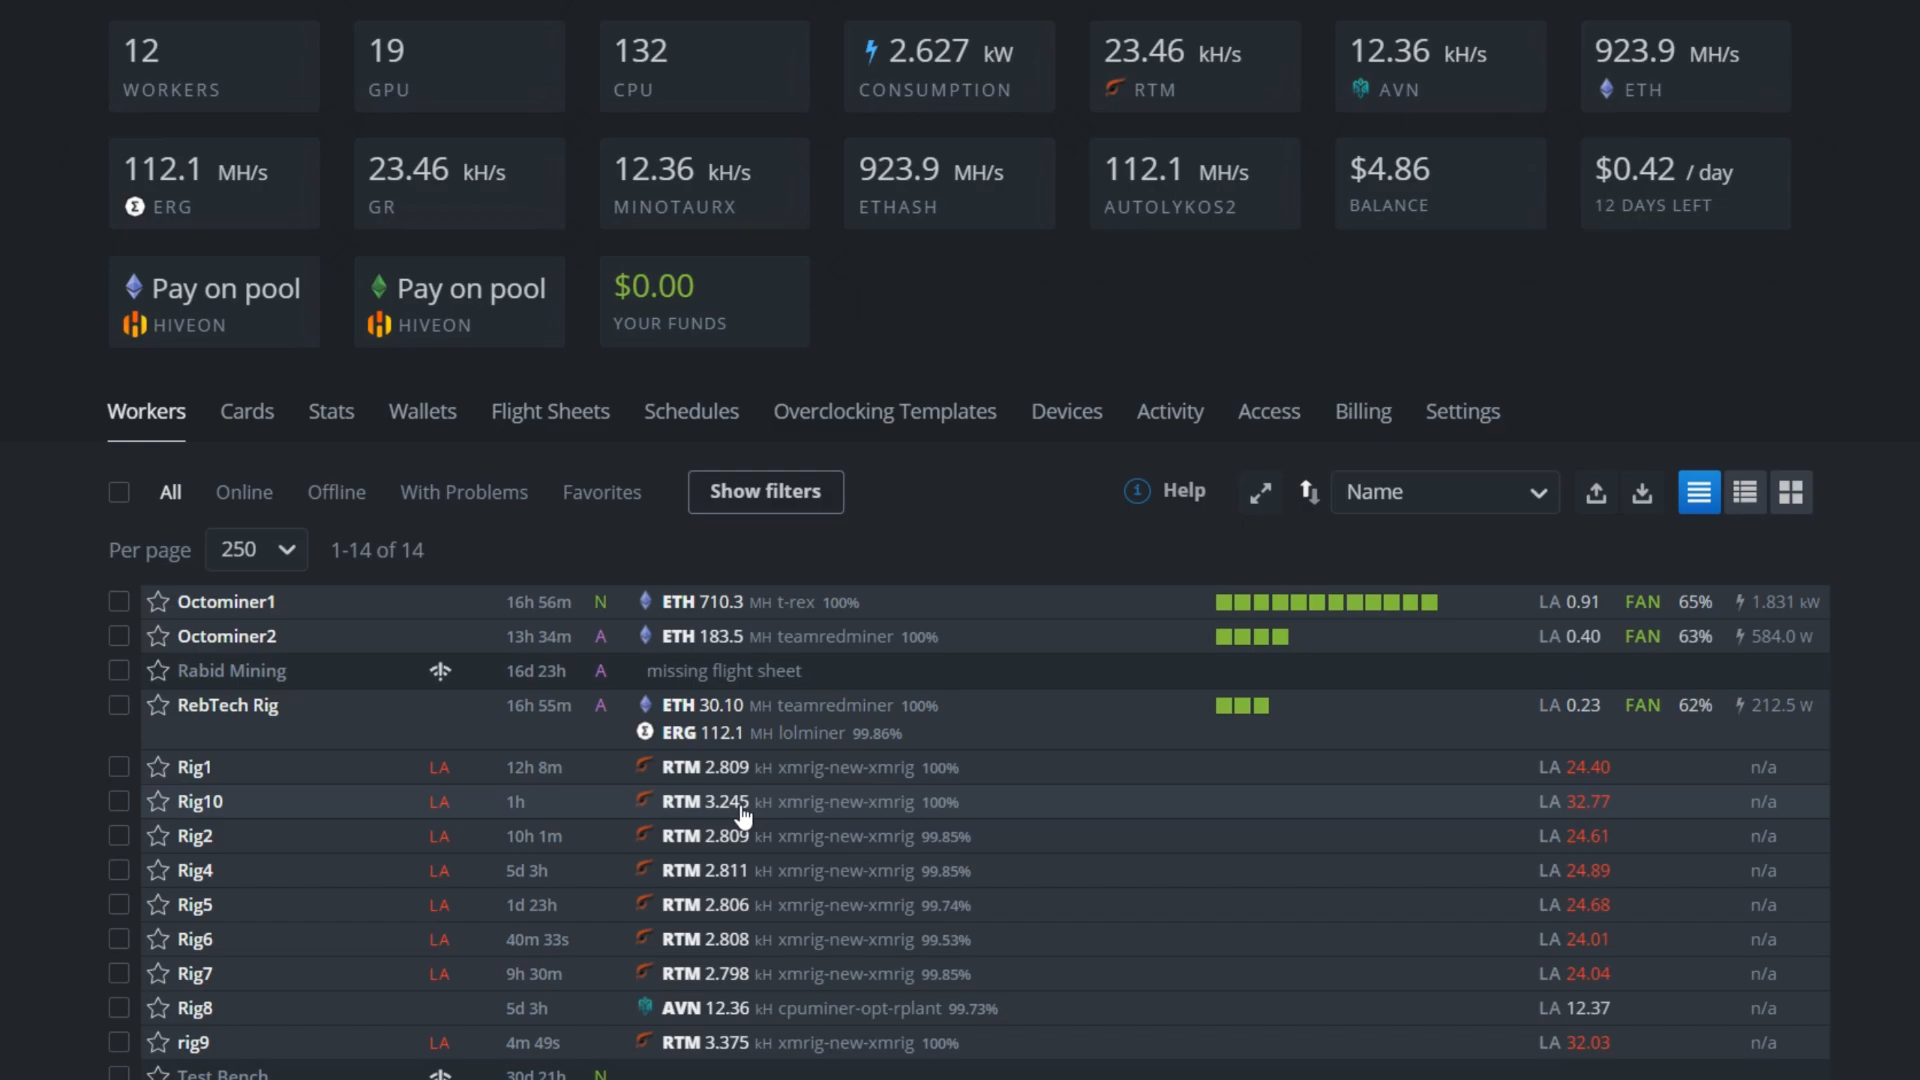 12
WORKERS
19
GPU
132
CPU
2.627 kW
CONSUMPTION
23.46 kH/s
RTM
12.36 kH/s
AVN
923.9 MH/s
ETH
112.1 MH/s
ERG
23.46 kH/s
GR
12.36 kH/s
MINOTAURX
923.9 MH/s
ETHASH
112.1 MH/s
AUTOLYKOS2
$4.86
BALANCE
$0.42 / day
12 DAYS LEFT
Pay on pool
HIVEON
Pay on pool
HIVEON
$0.00
YOUR FUNDS
Workers Cards Stats Wallets Flight Sheets Schedules Overclocking Templates Devices Activity Access Billing Settings
All Online Offline With Problems Favorites Show filters Help Name
Per page 250 1-14 of 14
Octominer1 16h 56m N ETH 710.3 MH t-rex 100% LA 0.91 FAN 65% 1.831 kW
Octominer2 13h 34m A ETH 183.5 MH teamredminer 100% LA 0.40 FAN 63% 584.0 W
Rabid Mining 16d 23h A missing flight sheet
RebTech Rig 16h 55m A ETH 30.10 MH teamredminer 100% LA 0.23 FAN 62% 212.5 W
ERG 112.1 MH lolminer 99.86%
Rig1 LA 12h 8m RTM 2.809 kH xmrig-new-xmrig 100% LA 24.40 n/a
Rig10 LA 1h RTM 3.245 kH xmrig-new-xmrig 100% LA 32.77 n/a
Rig2 LA 10h 1m RTM 2.809 kH xmrig-new-xmrig 99.85% LA 24.61 n/a
Rig4 LA 5d 3h RTM 2.811 kH xmrig-new-xmrig 99.85% LA 24.89 n/a
Rig5 LA 1d 23h RTM 2.806 kH xmrig-new-xmrig 99.74% LA 24.68 n/a
Rig6 LA 40m 33s RTM 2.808 kH xmrig-new-xmrig 99.53% LA 24.01 n/a
Rig7 LA 9h 30m RTM 2.798 kH xmrig-new-xmrig 99.85% LA 24.04 n/a
Rig8 5d 3h AVN 12.36 kH cpuminer-opt-rplant 99.73% LA 12.37 n/a
rig9 LA 4m 49s RTM 3.375 kH xmrig-new-xmrig 100% LA 32.03 n/a
Test Bench 30d 21h N